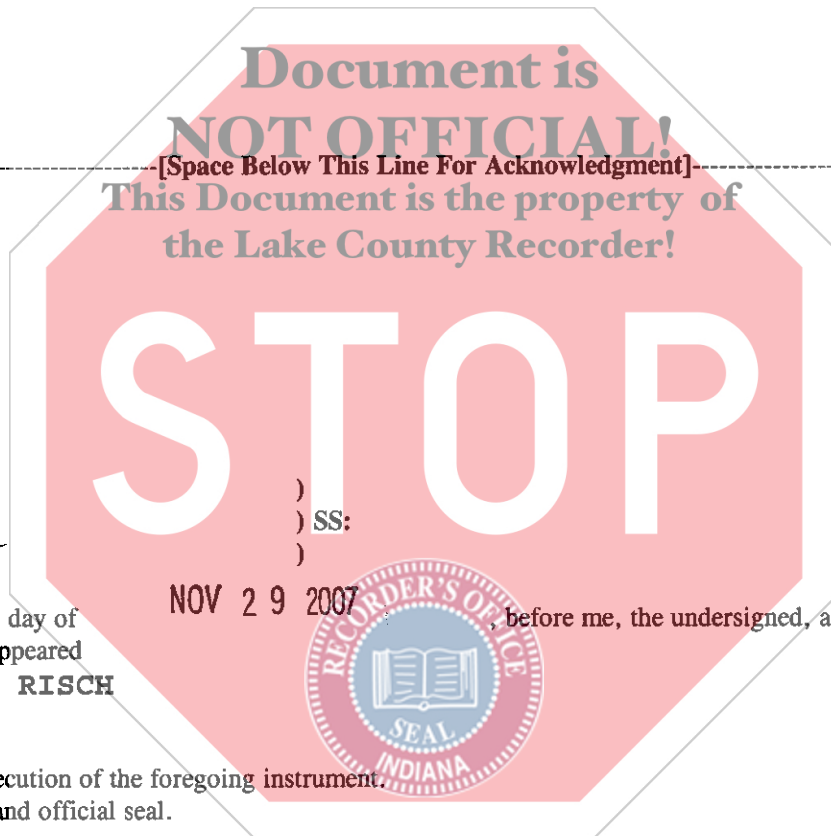 Document is
NOT OFFICIAL!
-[Space Below This Line For Acknowledgment]-
This Document is the property of
the Lake County Recorder!
STOP
)
) SS:
)
NOV 29 2007
day of , before me, the undersigned, a
ppeared
RISCH
RECORDER'S OFFICE
SEAL
INDIANA
ecution of the foregoing instrument.
and official seal.